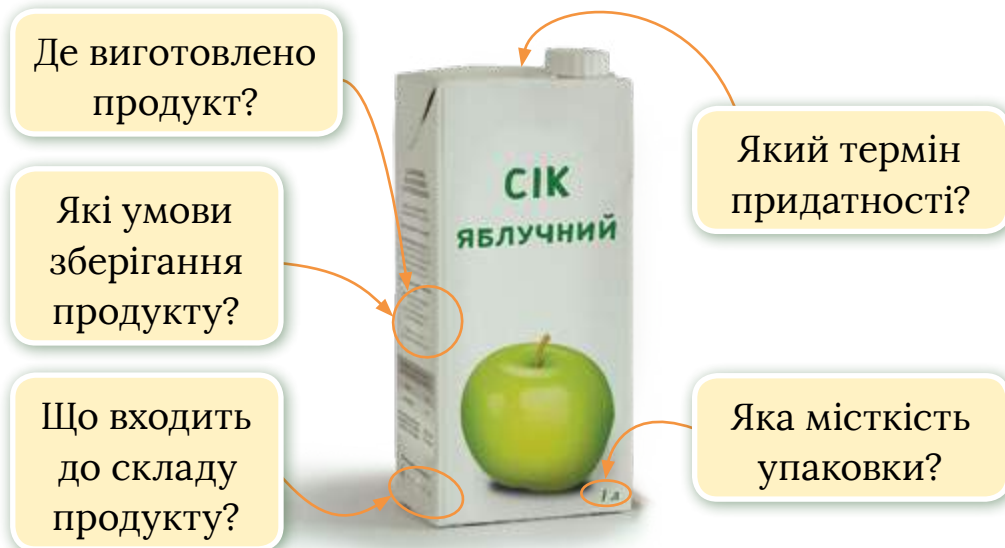 Де виготовлено
продукт?
Які умови
зберігання
продукту?
Що входить
до складу
продукту?
СІК
ЯБЛУЧНИЙ
1 л
Який термін
придатності?
Яка місткість
упаковки?